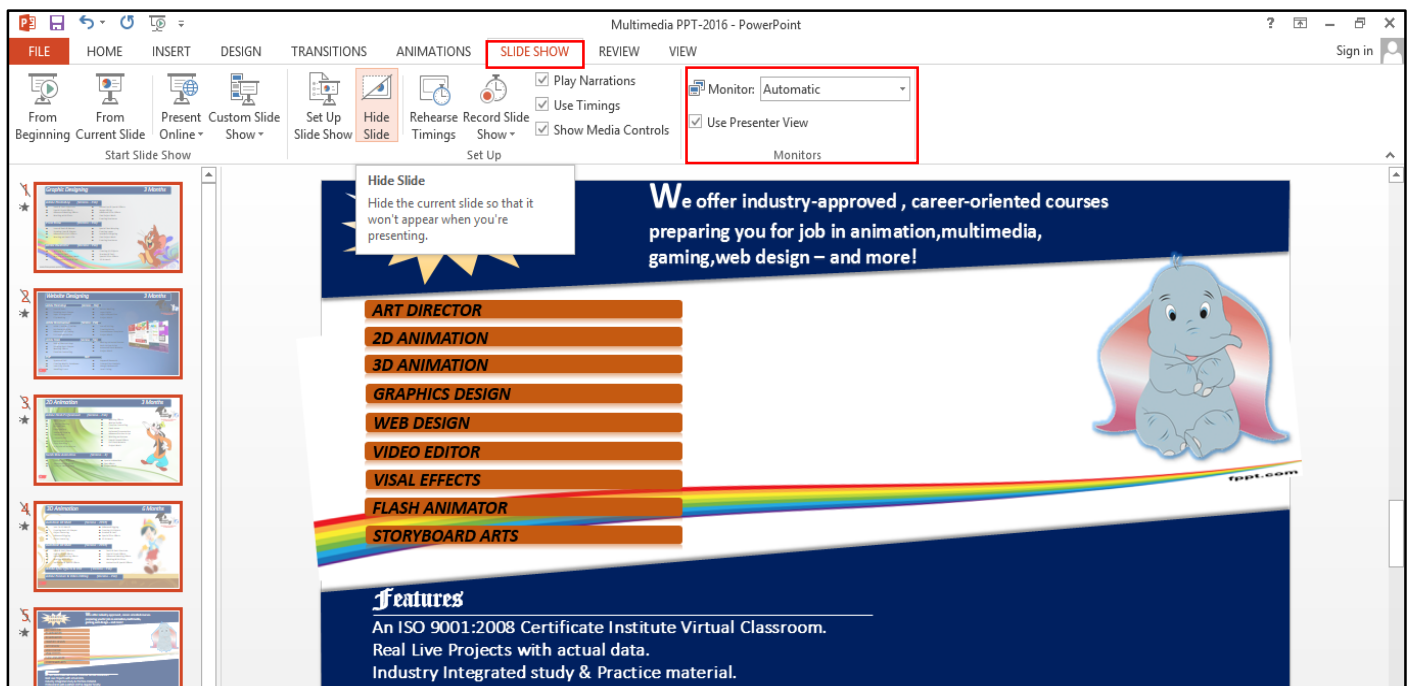 Multimedia PPT-2016 - PowerPoint
FILE HOME INSERT DESIGN TRANSITIONS ANIMATIONS SLIDE SHOW REVIEW VIEW Sign in
From Beginning
From Current Slide
Present Online
Custom Slide Show
Start Slide Show
Set Up Slide Show
Hide Slide
Rehearse Timings
Record Slide Show
Play Narrations
Use Timings
Show Media Controls
Set Up
Monitor: Automatic
Use Presenter View
Monitors
Hide Slide
Hide the current slide so that it
won't appear when you're
presenting.
1
Graphic Designing 3 Months
2
Website Designing 3 Months
3
2D Animation 3 Months
4
3D Animation 6 Months
5
We offer industry-approved , career-oriented courses
preparing you for job in animation,multimedia,
gaming,web design – and more!
ART DIRECTOR
2D ANIMATION
3D ANIMATION
GRAPHICS DESIGN
WEB DESIGN
VIDEO EDITOR
VISAL EFFECTS
FLASH ANIMATOR
STORYBOARD ARTS
fppt.com
Features
An ISO 9001:2008 Certificate Institute Virtual Classroom.
Real Live Projects with actual data.
Industry Integrated study & Practice material.